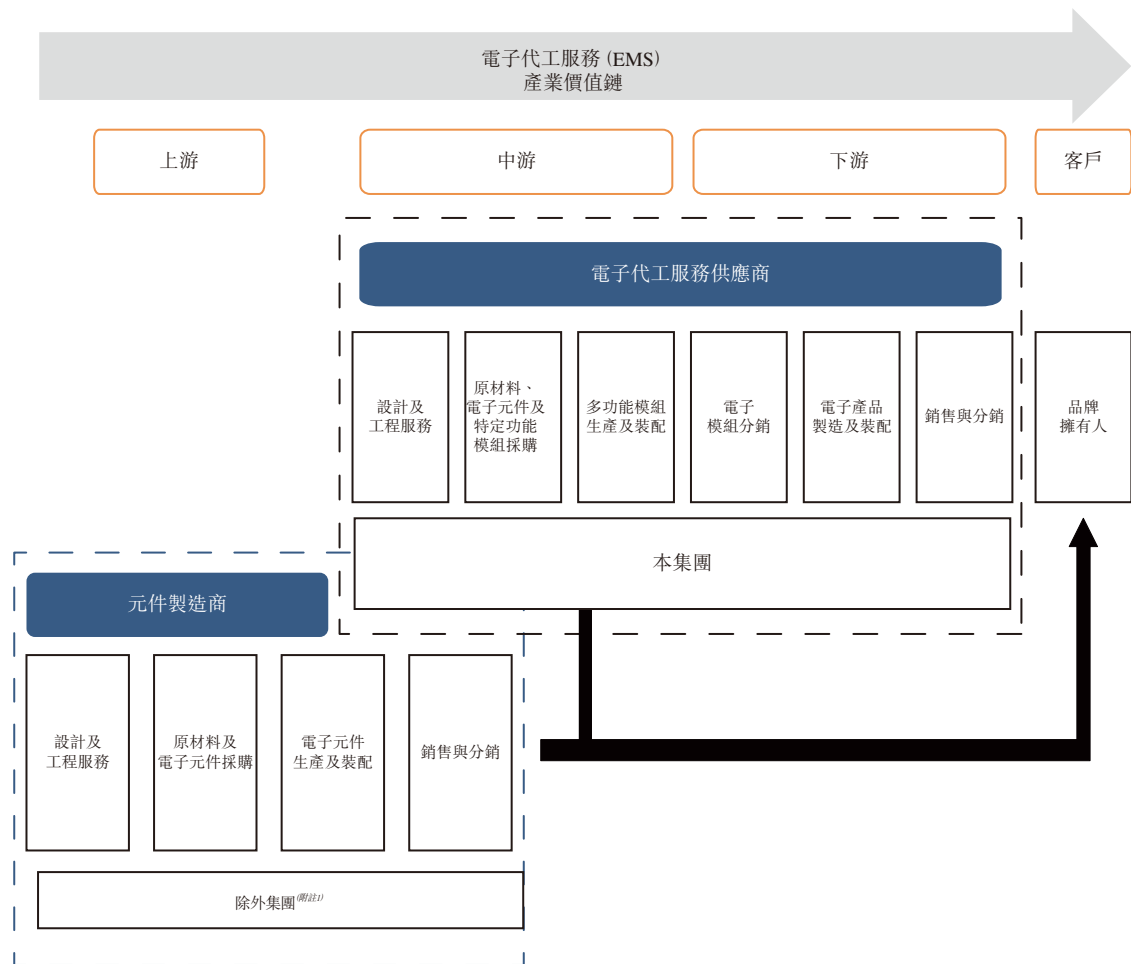 電子代工服務 (EMS)
產業價值鏈
上游
中游
下游
客戶
電子代工服務供應商
設計及
工程服務
原材料、
電子元件及
特定功能
模組採購
多功能模組
生產及裝配
電子
模組分銷
電子產品
製造及裝配
銷售與分銷
品牌
擁有人
本集團
元件製造商
設計及
工程服務
原材料及
電子元件採購
電子元件
生產及裝配
銷售與分銷
除外集團(附註1)